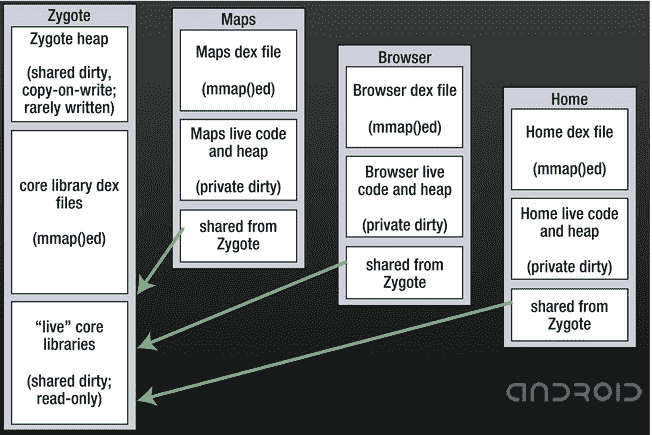 Zygote
Zygote heap
(shared dirty,
copy-on-write;
rarely written)
core library dex
files
(mmap()ed)
“live” core
libraries
(shared dirty;
read-only)
Maps
Maps dex file
(mmap()ed)
Maps live code
and heap
(private dirty)
shared from
Zygote
Browser
Browser dex file
(mmap()ed)
Browser live
code and heap
(private dirty)
shared from
Zygote
Home
Home dex file
(mmap()ed)
Home live code
and heap
(private dirty)
shared from
Zygote
ANDROID